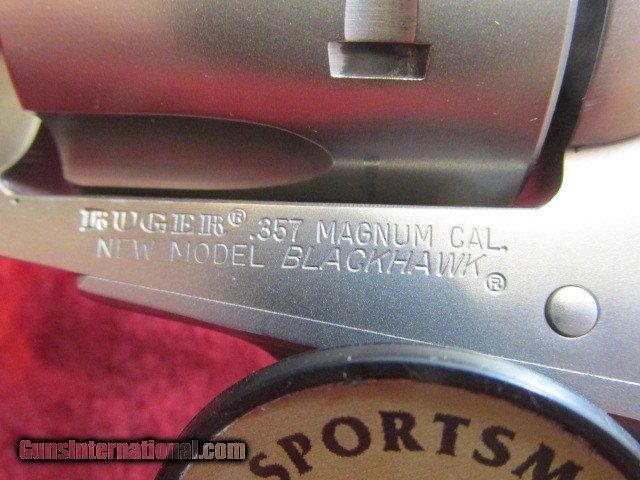 RUGER® .357 MAGNUM CAL.
NEW MODEL BLACKHAWK®
SPORTSM
GunsInternational.com